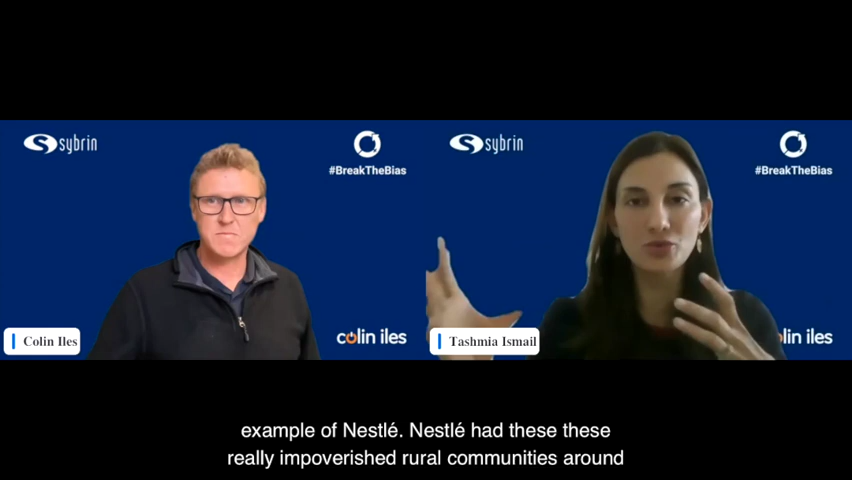 sybrin
#BreakTheBias
sybrin
#BreakTheBias
colin iles
lin iles
Colin Iles
Tashmia Ismail
example of Nestlé. Nestlé had these these
really impoverished rural communities around